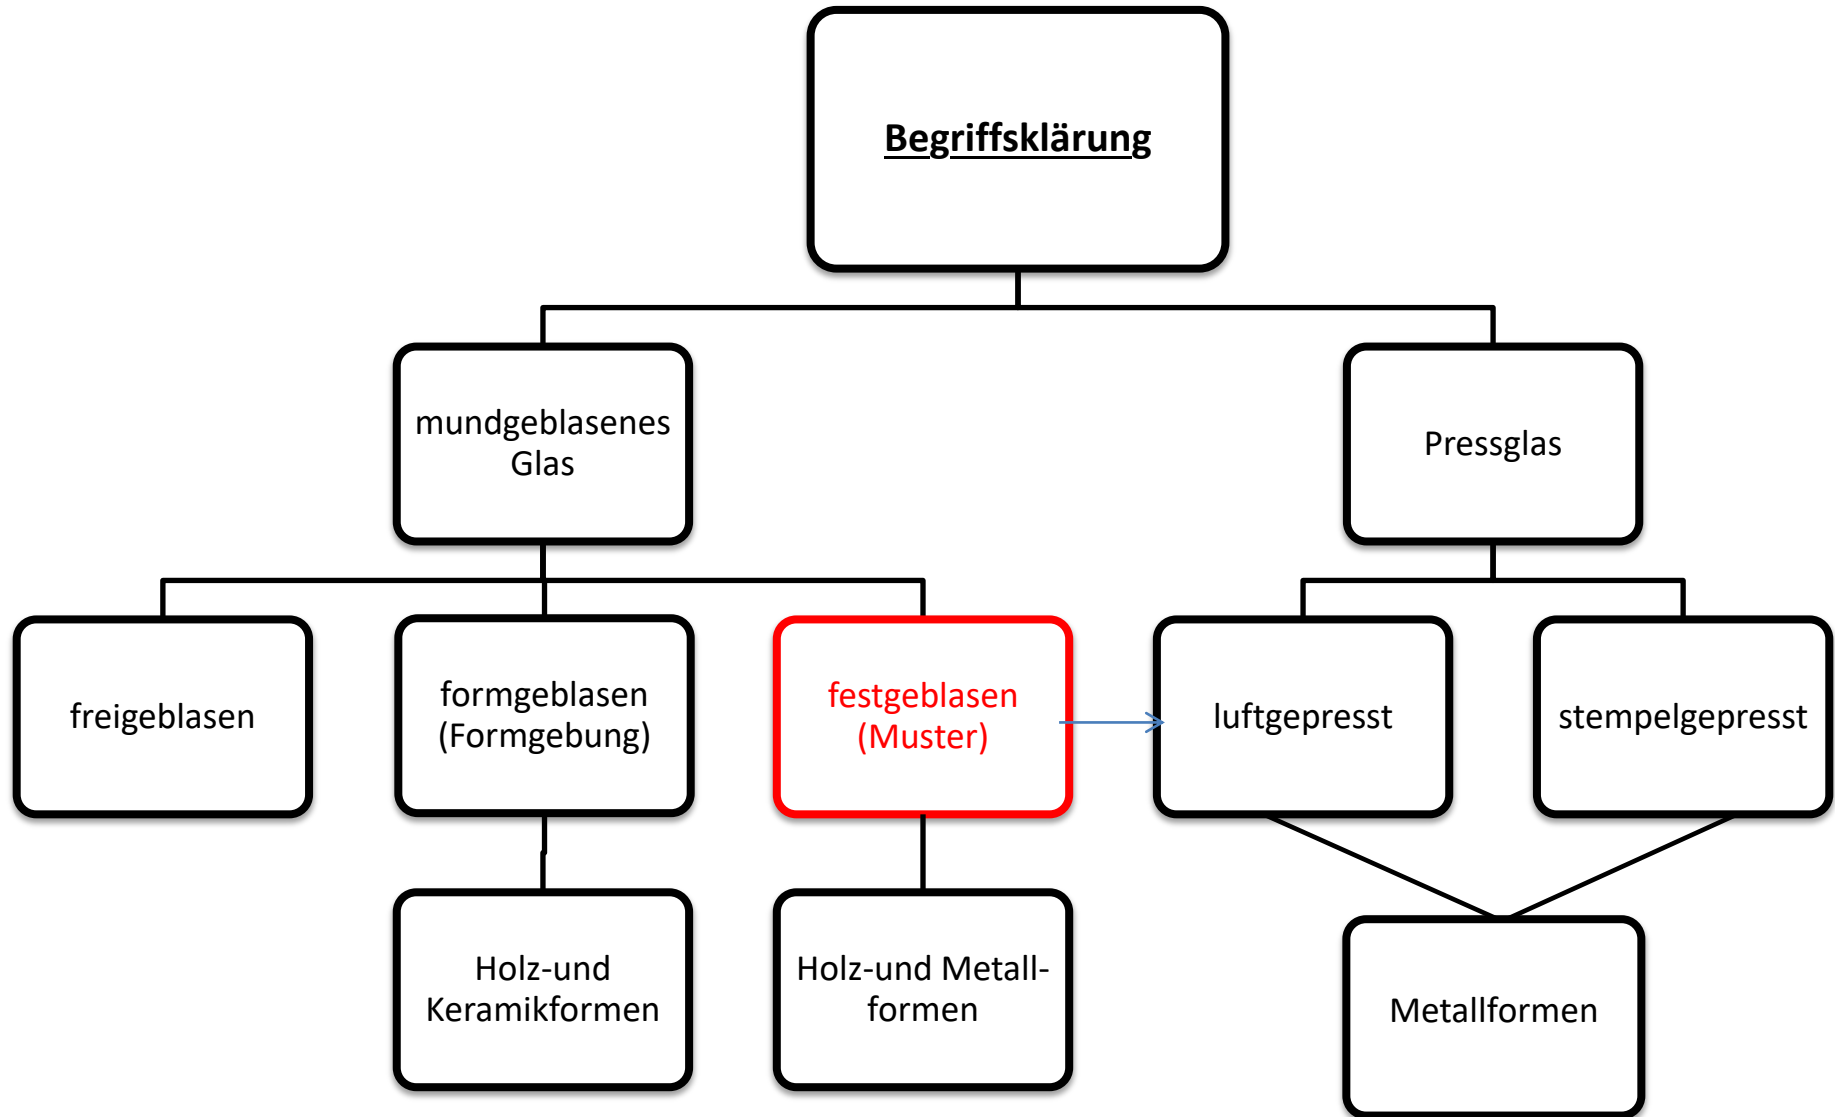 Begriffsklärung
mundgeblasenes
Glas
Pressglas
freigeblasen
formgeblasen
(Formgebung)
festgeblasen
(Muster)
luftgepresst
stempelgepresst
Holz-und
Keramikformen
Holz-und Metall-
formen
Metallformen